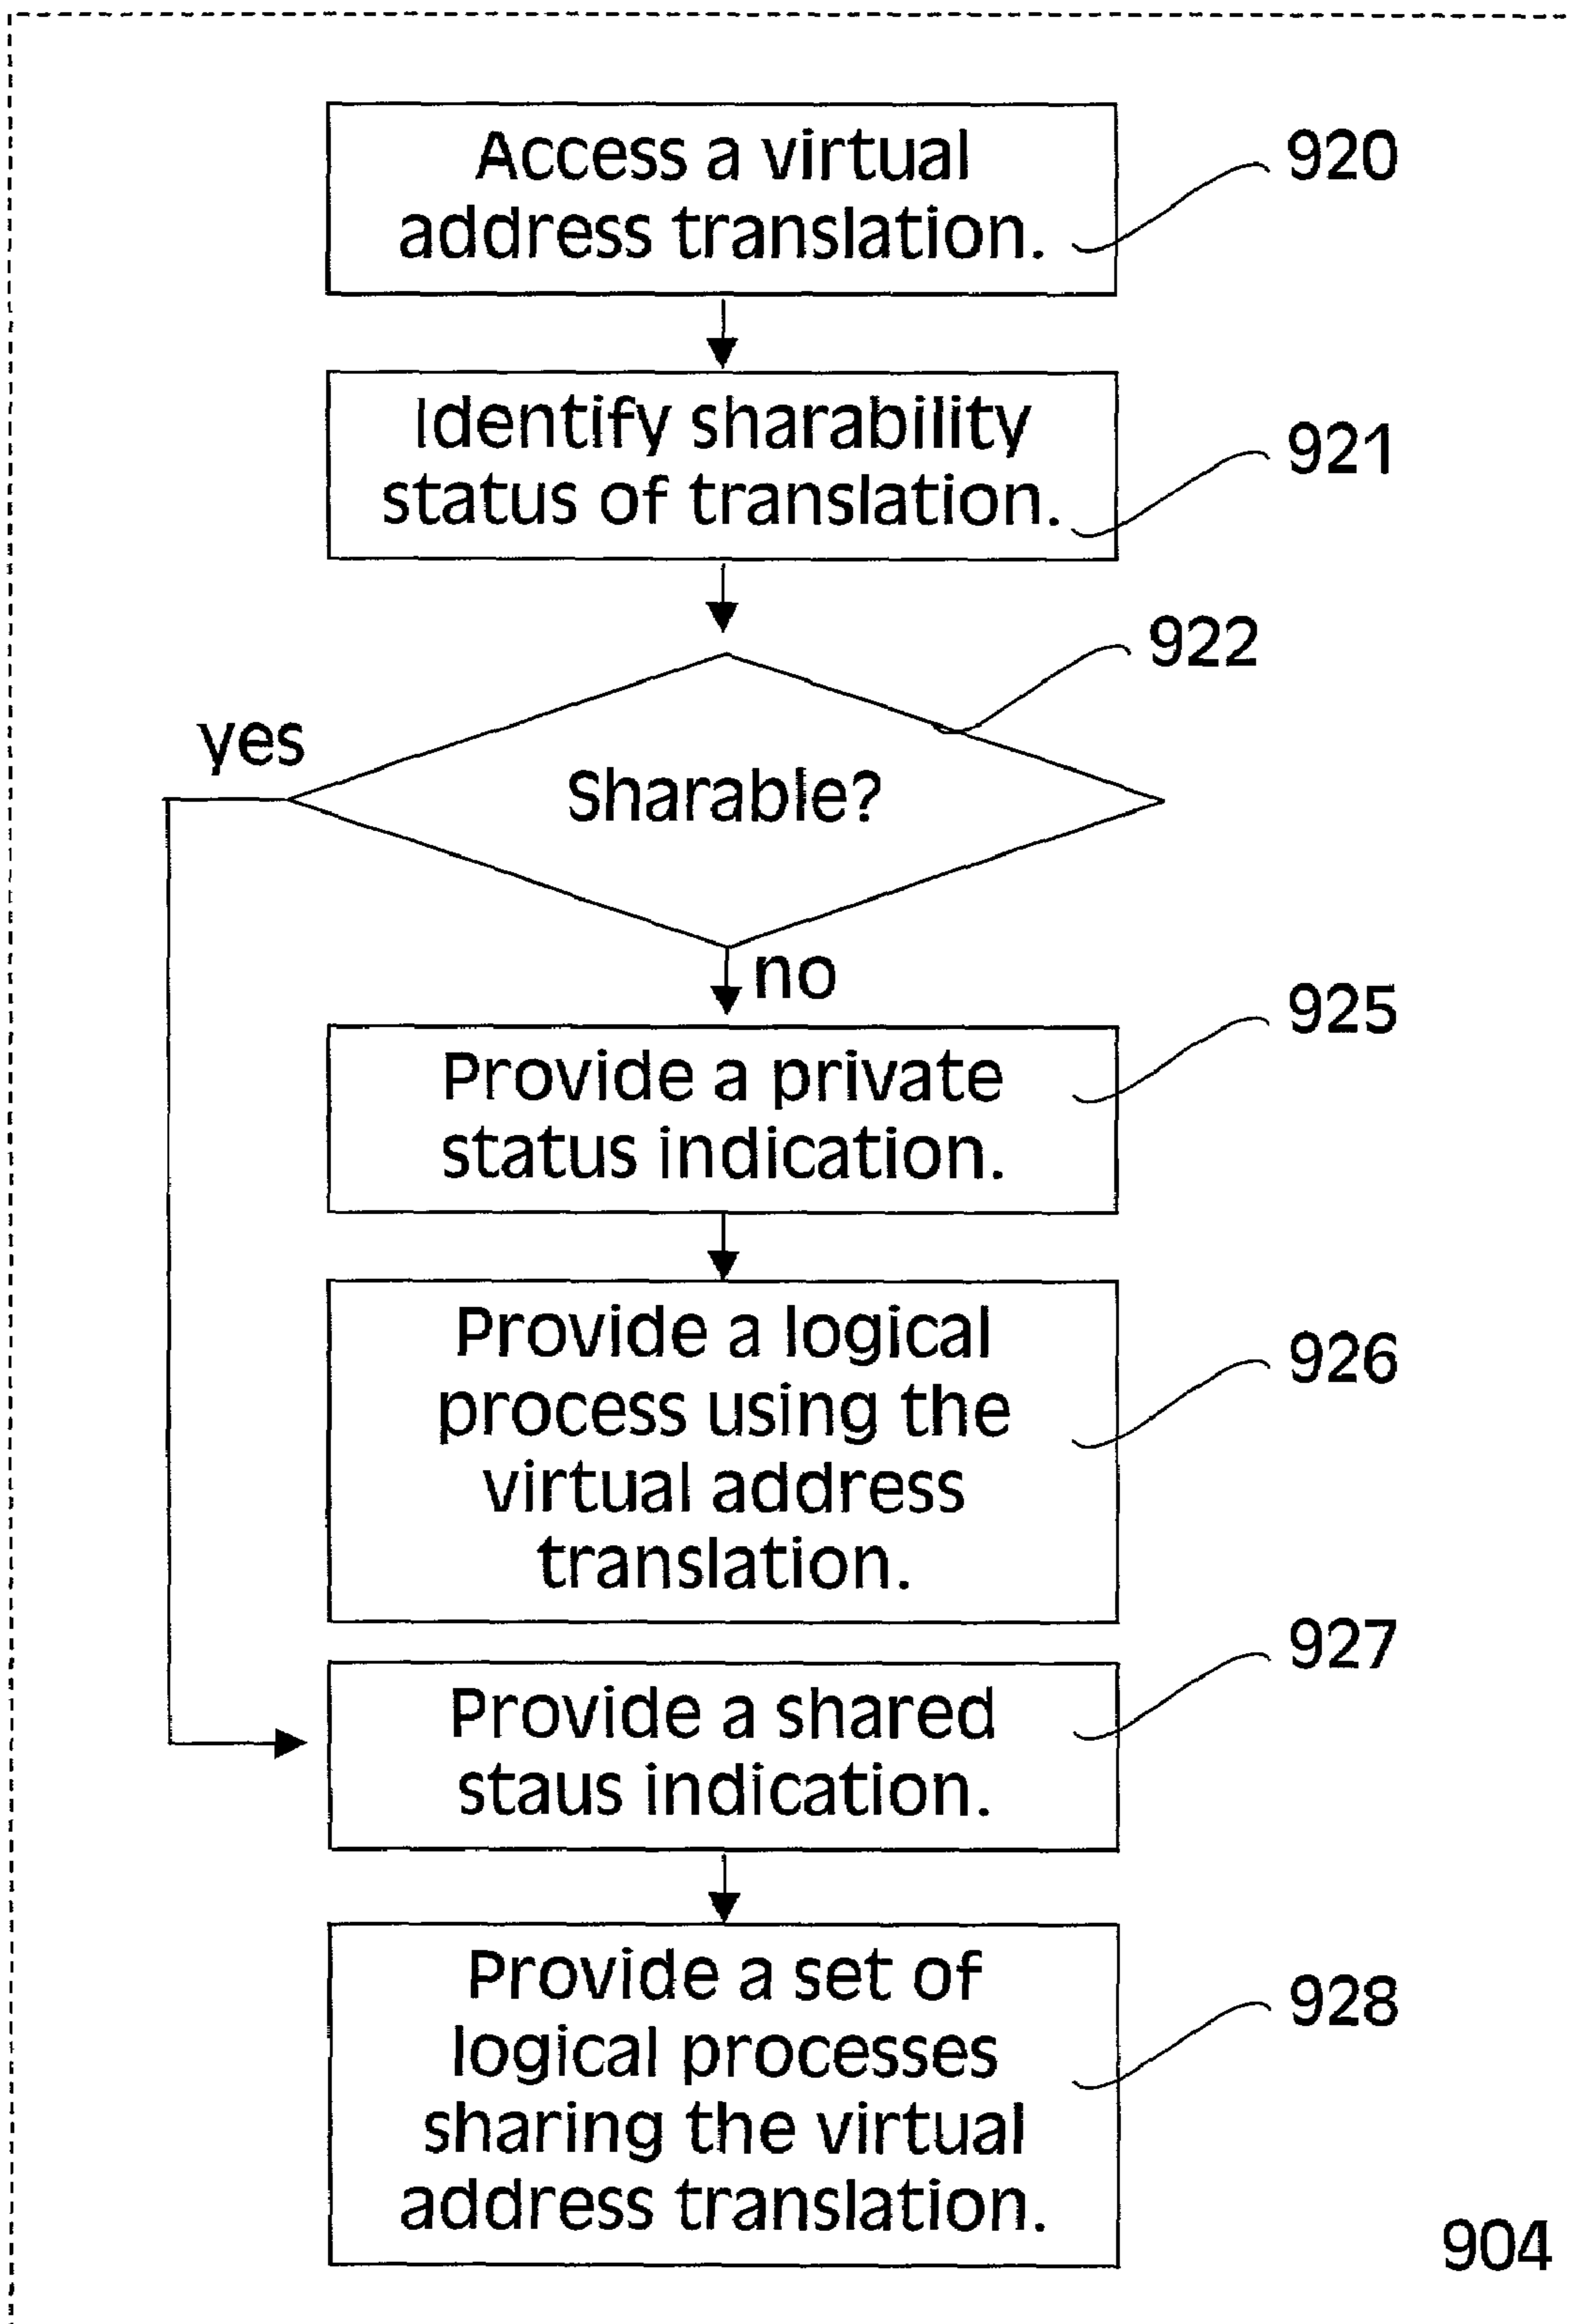 Access a virtual
address translation.
920
Identify sharability
status of translation.
921
922
yes
Sharable?
no
925
Provide a private
status indication.
Provide a logical
process using the
virtual address
translation.
926
927
Provide a shared
staus indication.
Provide a set of
logical processes
sharing the virtual
address translation.
928
904